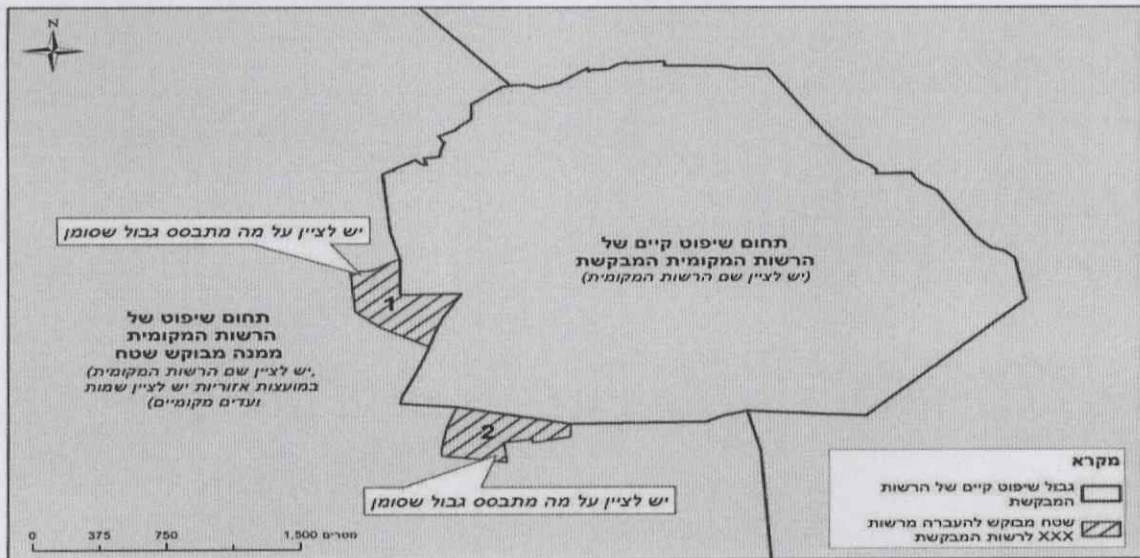 N
תחום שיפוט קיים של
הרשות המקומית המבקשת
(יש לציין שם הרשות המקומית)
יש לציין על מה מתבסס גבול שסומן
1
תחום שיפוט של
הרשות המקומית
ממנה מבוקש שטח
(יש לציין שם הרשות המקומית,
במועצות אזוריות יש לציין שמות
ועדים מקומיים)
2
יש לציין על מה מתבסס גבול שסומן
מקרא
גבול שיפוט קיים של הרשות
המבקשת
שטח מבוקש להעברה מרשות
XXX לרשות המבקשת
0 375 750 1,500 מטרים